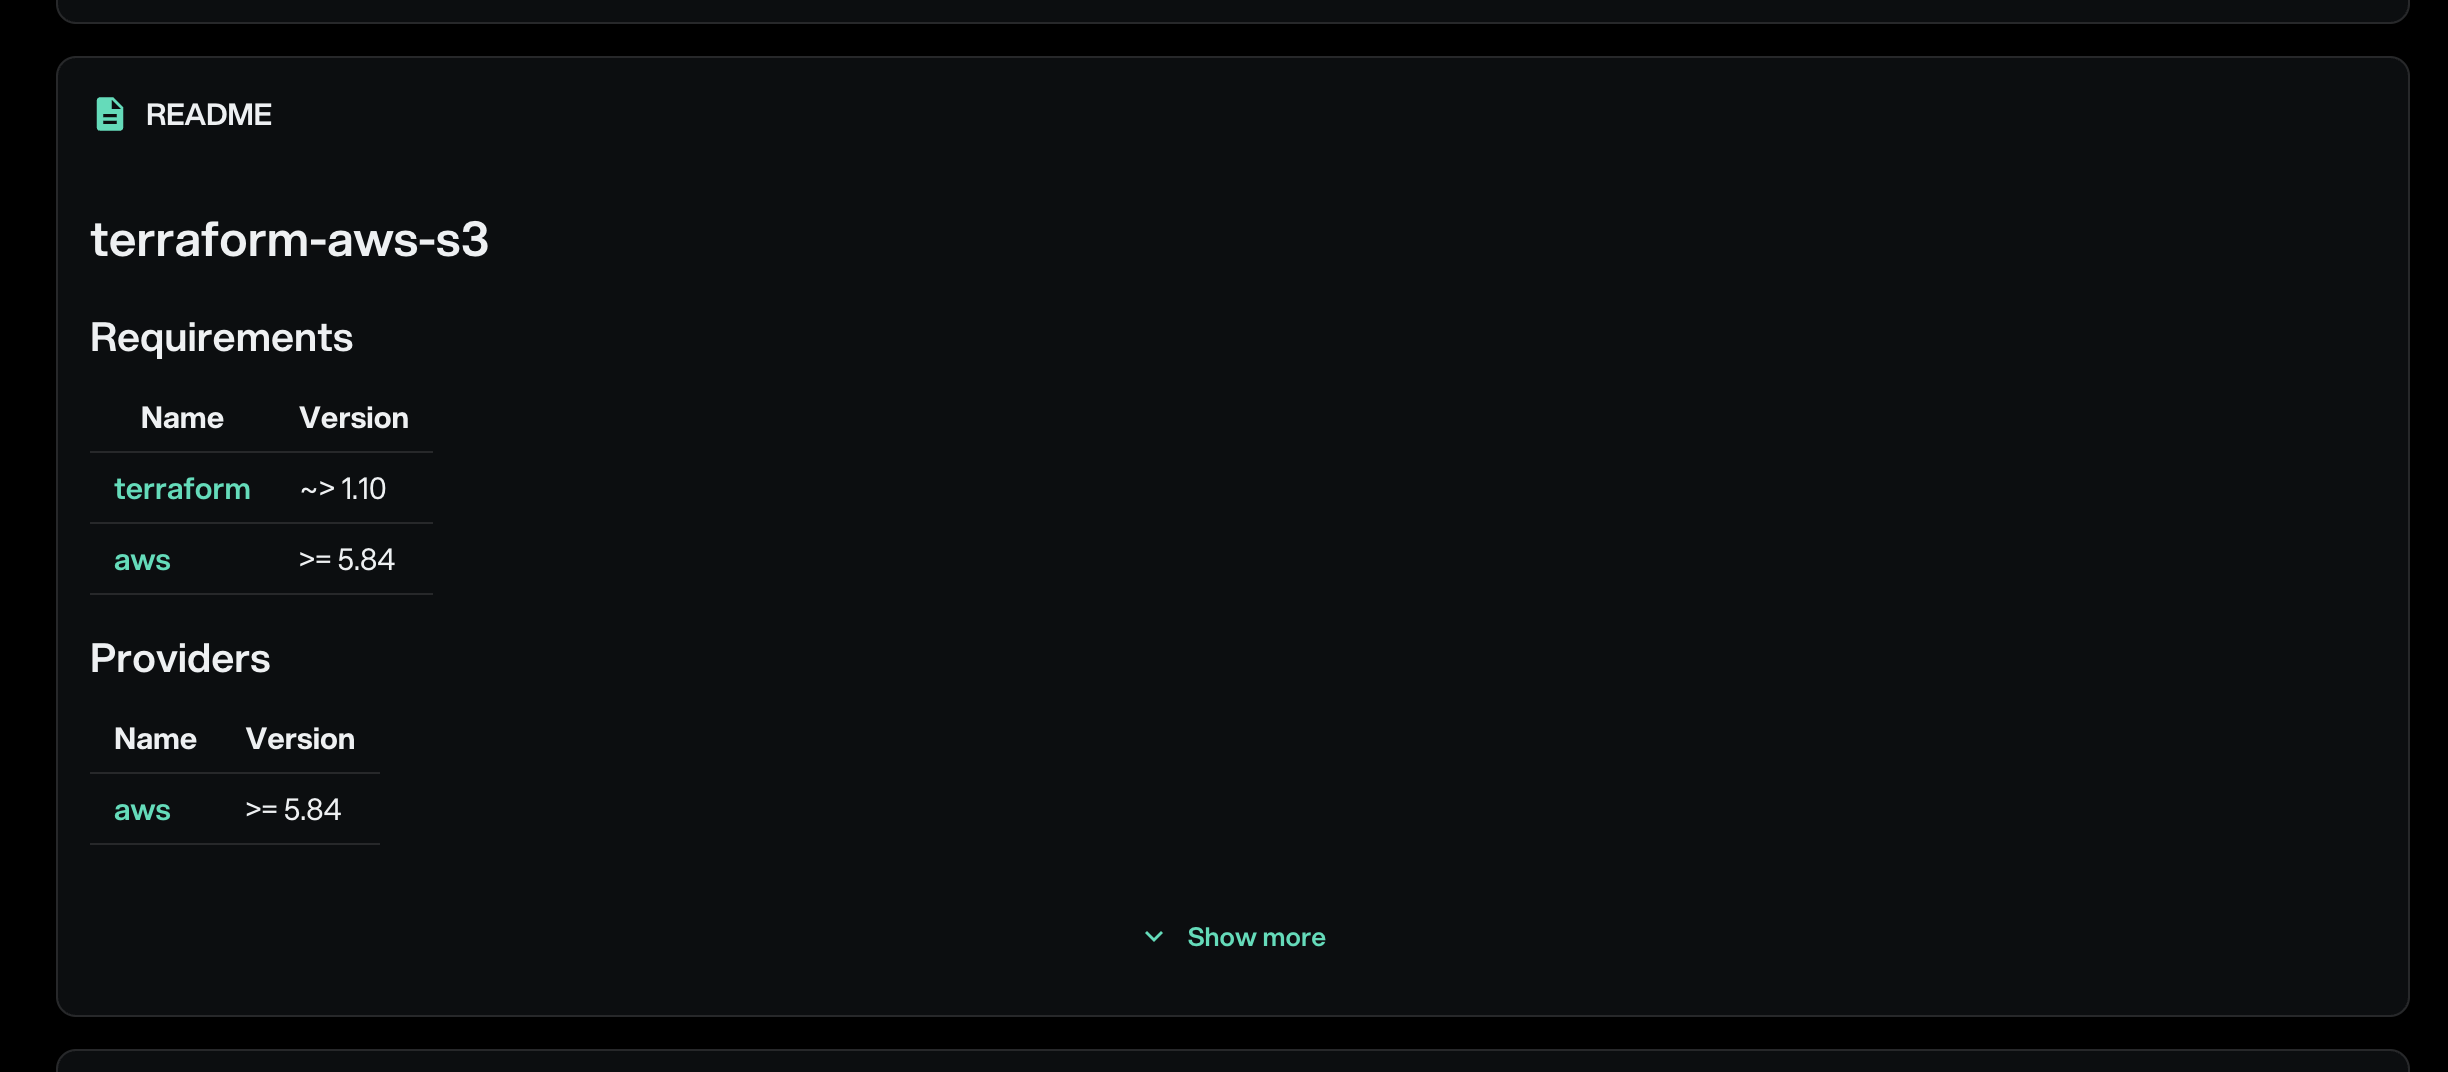 README
terraform-aws-s3
Requirements
Name Version
terraform ~> 1.10
aws >= 5.84
Providers
Name Version
aws >= 5.84
Show more